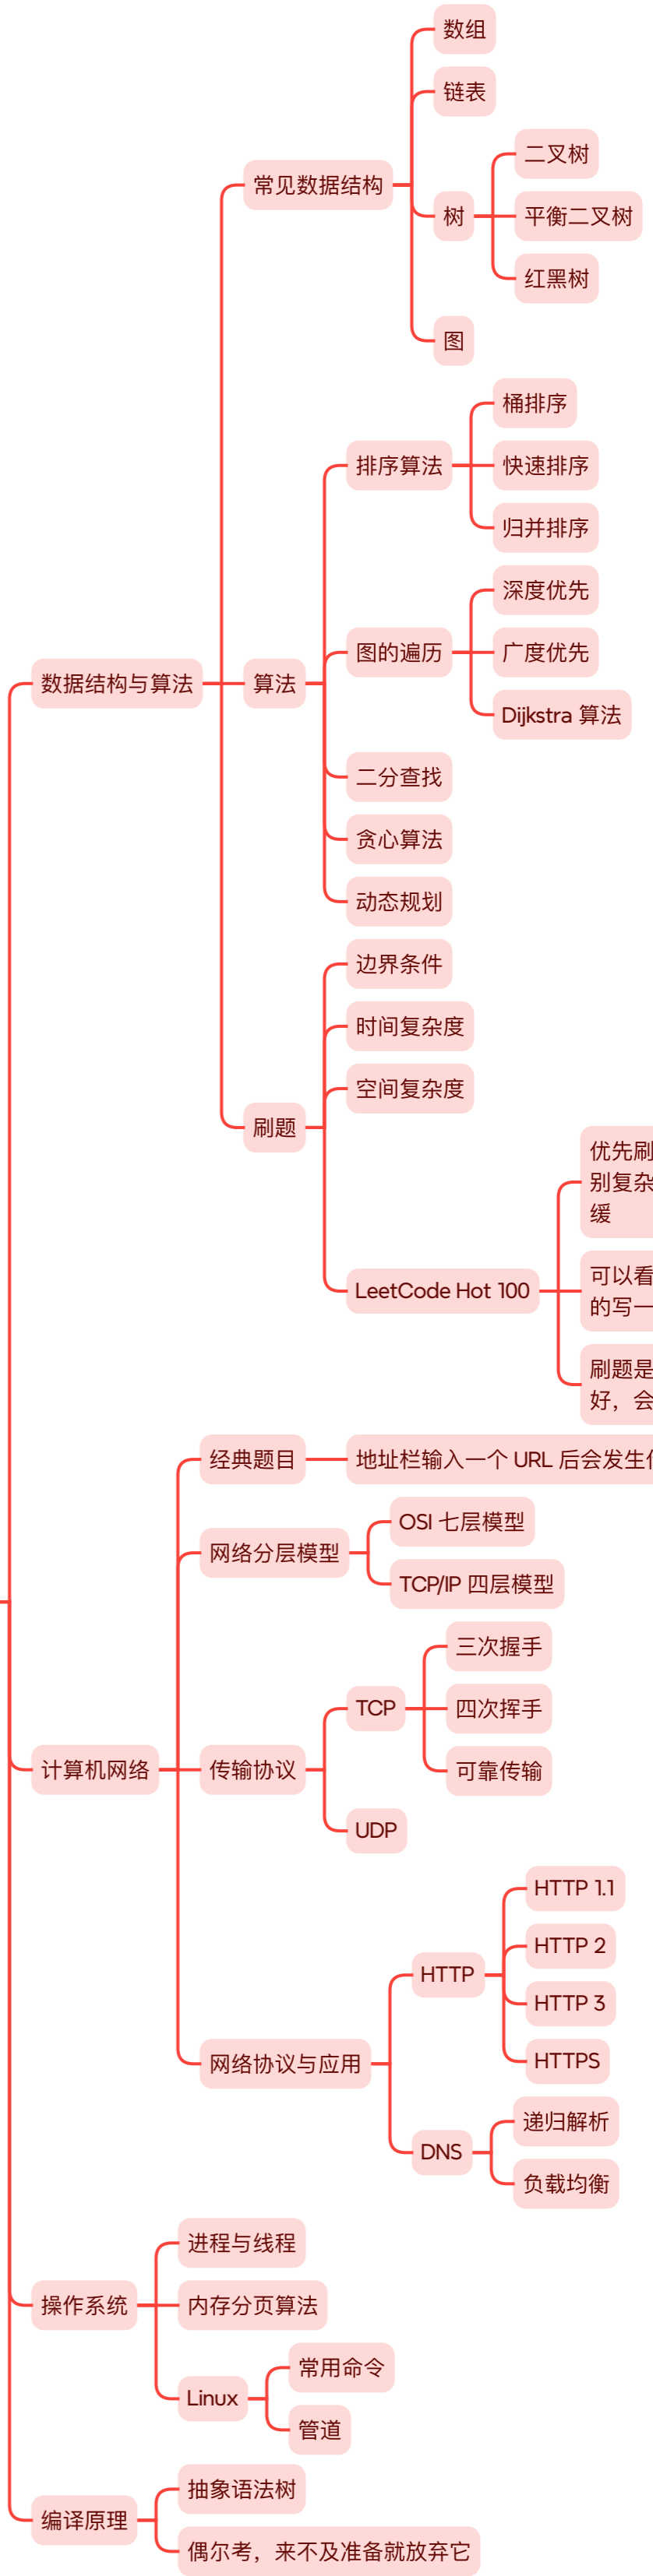 数组
链表
二叉树
常见数据结构
树
平衡二叉树
红黑树
图
桶排序
排序算法
快速排序
归并排序
深度优先
图的遍历
广度优先
数据结构与算法
算法
Dijkstra 算法
二分查找
贪心算法
动态规划
边界条件
时间复杂度
空间复杂度
刷题
优先刷
别复杂
缓
LeetCode Hot 100
可以看
的写一
刷题是
好，会
经典题目
地址栏输入一个 URL 后会发生
网络分层模型
OSI 七层模型
TCP/IP 四层模型
三次握手
TCP
四次挥手
计算机网络
传输协议
可靠传输
UDP
HTTP 1.1
HTTP 2
HTTP
HTTP 3
网络协议与应用
HTTPS
递归解析
DNS
负载均衡
进程与线程
操作系统
内存分页算法
常用命令
Linux
管道
抽象语法树
编译原理
偶尔考，来不及准备就放弃它